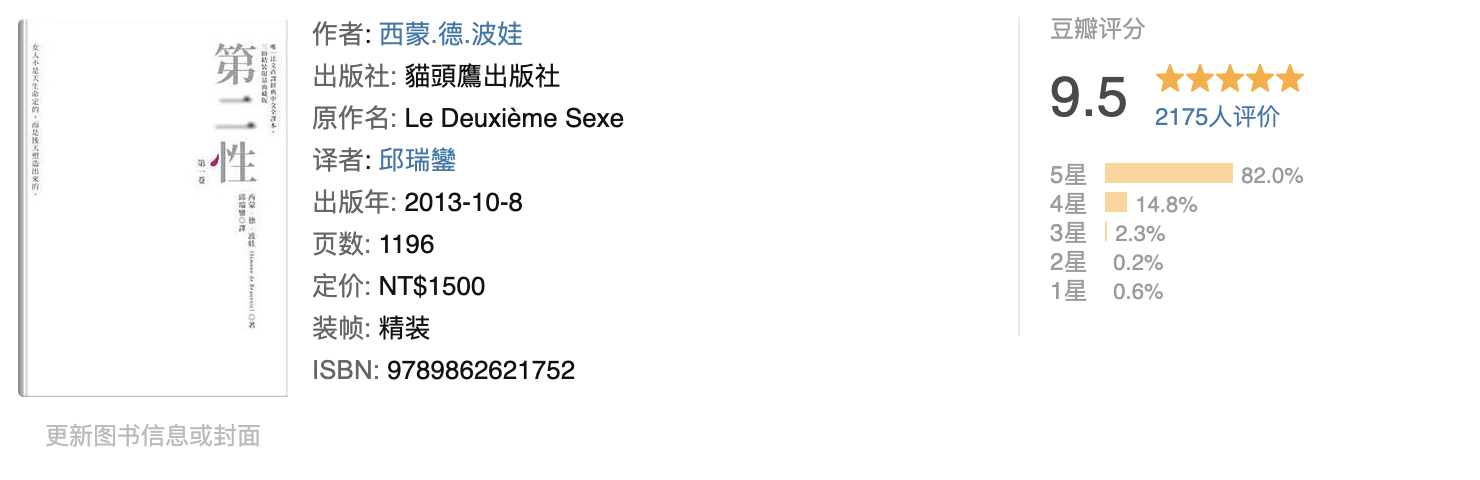 唯一法文直譯經典中文全譯本，
三冊精裝限量典藏版
第二性
第一卷
西蒙．德．波娃（Simone de Beauvoir）◎著
邱瑞鑾◎譯
女人不是天生命定的，而是後天塑造出來的。
更新图书信息或封面
作者: 西蒙.德.波娃
出版社: 貓頭鷹出版社
原作名: Le Deuxième Sexe
译者: 邱瑞鑾
出版年: 2013-10-8
页数: 1196
定价: NT$1500
装帧: 精装
ISBN: 9789862621752
豆瓣评分
9.5
2175人评价
5星 82.0%
4星 14.8%
3星 2.3%
2星 0.2%
1星 0.6%